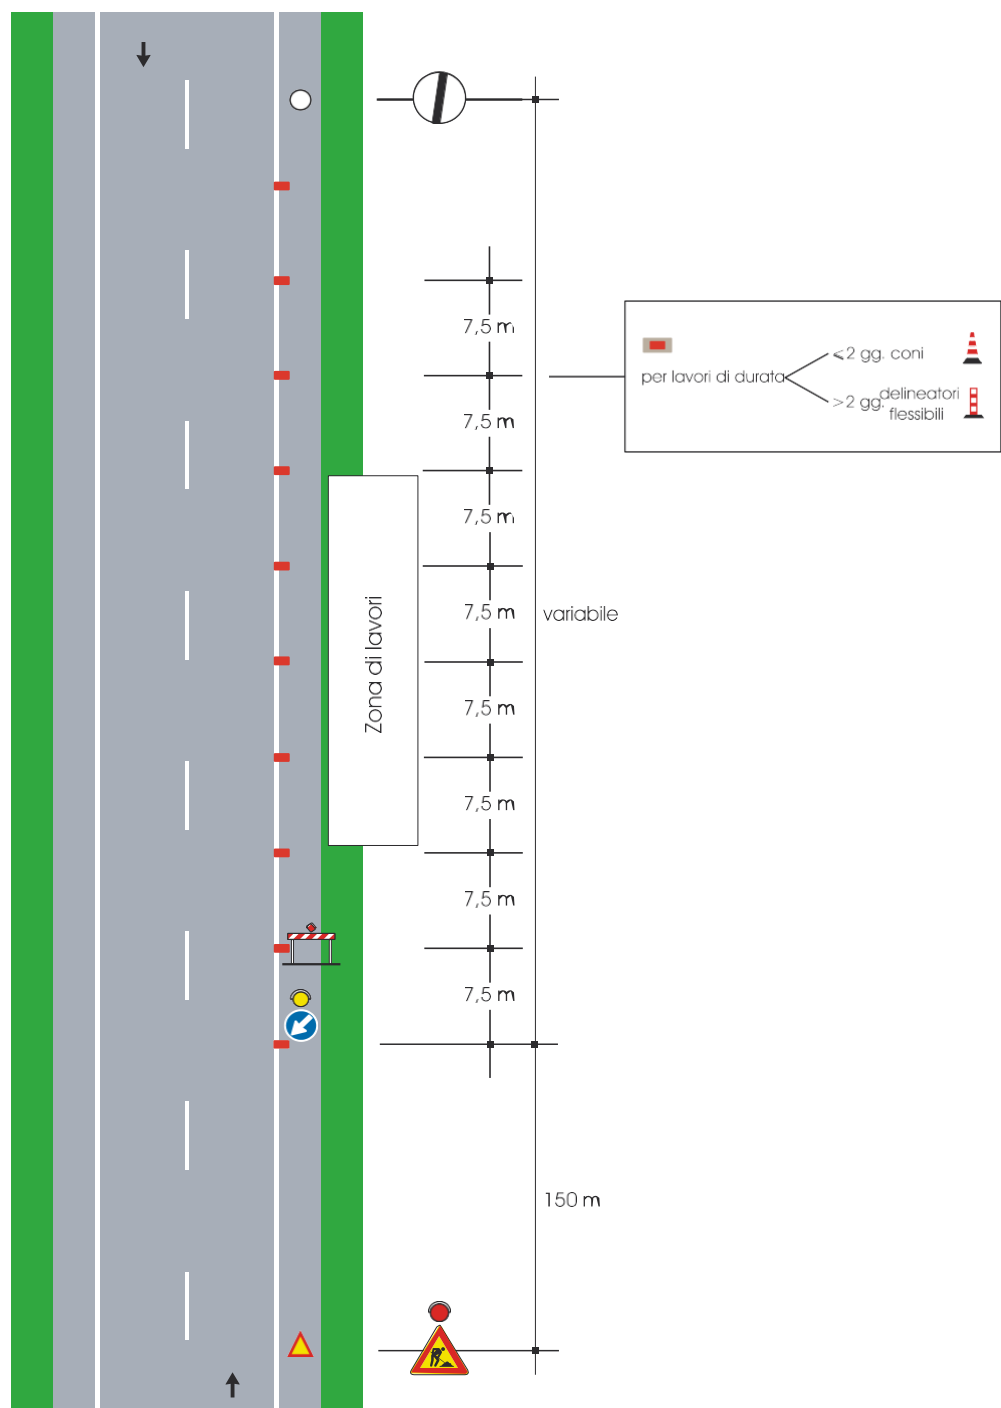 7,5 m
7,5 m
<2 gg. coni
per lavori di durata
>2 gg. delineatori
flessibili
7,5 m
7,5 m
variabile
Zona di lavori
7,5 m
7,5 m
7,5 m
7,5 m
150 m